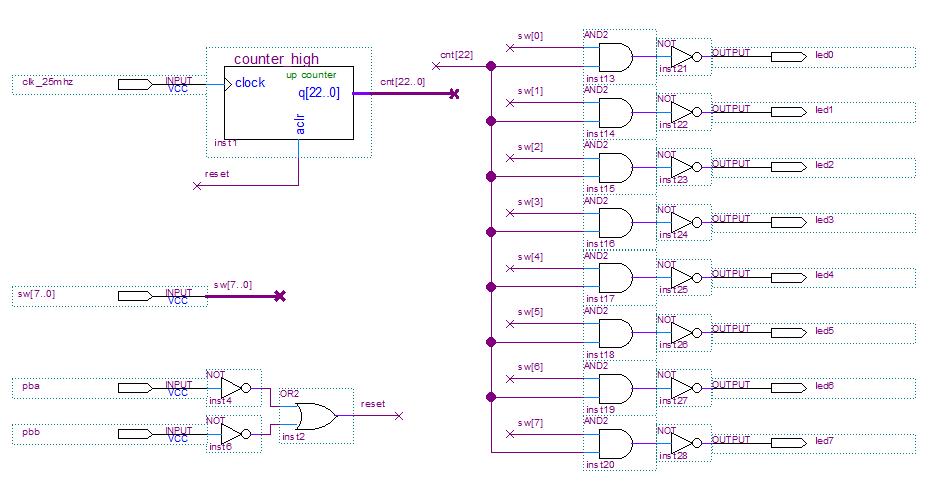 counter high
up counter
clock
q[22..0]
aclr
inst1
clk_25mhz
INPUT
VCC
cnt[22..0]
reset
sw[7..0]
INPUT
VCC
sw[7..0]
pba
INPUT
VCC
NOT
inst4
pbb
INPUT
VCC
NOT
inst6
OR2
inst2
reset
cnt[22]
sw[0]
AND2
inst13
NOT
inst21
OUTPUT
led0
sw[1]
AND2
inst14
NOT
inst22
OUTPUT
led1
sw[2]
AND2
inst15
NOT
inst23
OUTPUT
led2
sw[3]
AND2
inst16
NOT
inst24
OUTPUT
led3
sw[4]
AND2
inst17
NOT
inst25
OUTPUT
led4
sw[5]
AND2
inst18
NOT
inst26
OUTPUT
led5
sw[6]
AND2
inst19
NOT
inst27
OUTPUT
led6
sw[7]
AND2
inst20
NOT
inst28
OUTPUT
led7